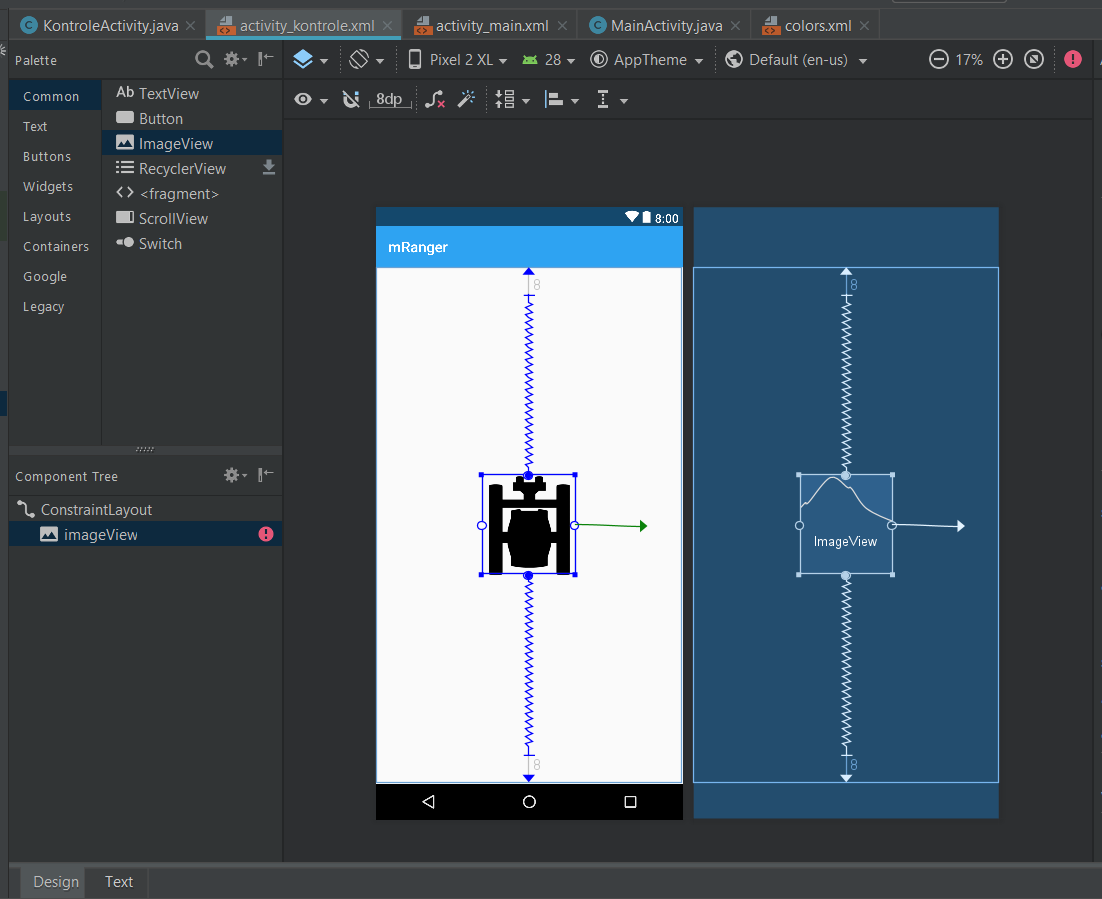 KontroleActivity.java activity_kontrole.xml activity_main.xml MainActivity.java colors.xml
Palette Pixel 2 XL 28 AppTheme Default (en-us) 17%
8dp
Common
Text
Buttons
Widgets
Layouts
Containers
Google
Legacy
Ab TextView
Button
ImageView
RecyclerView
<fragment>
ScrollView
Switch
Component Tree
ConstraintLayout
imageView
8:00
mRanger
8
8
8
ImageView
8
Design Text